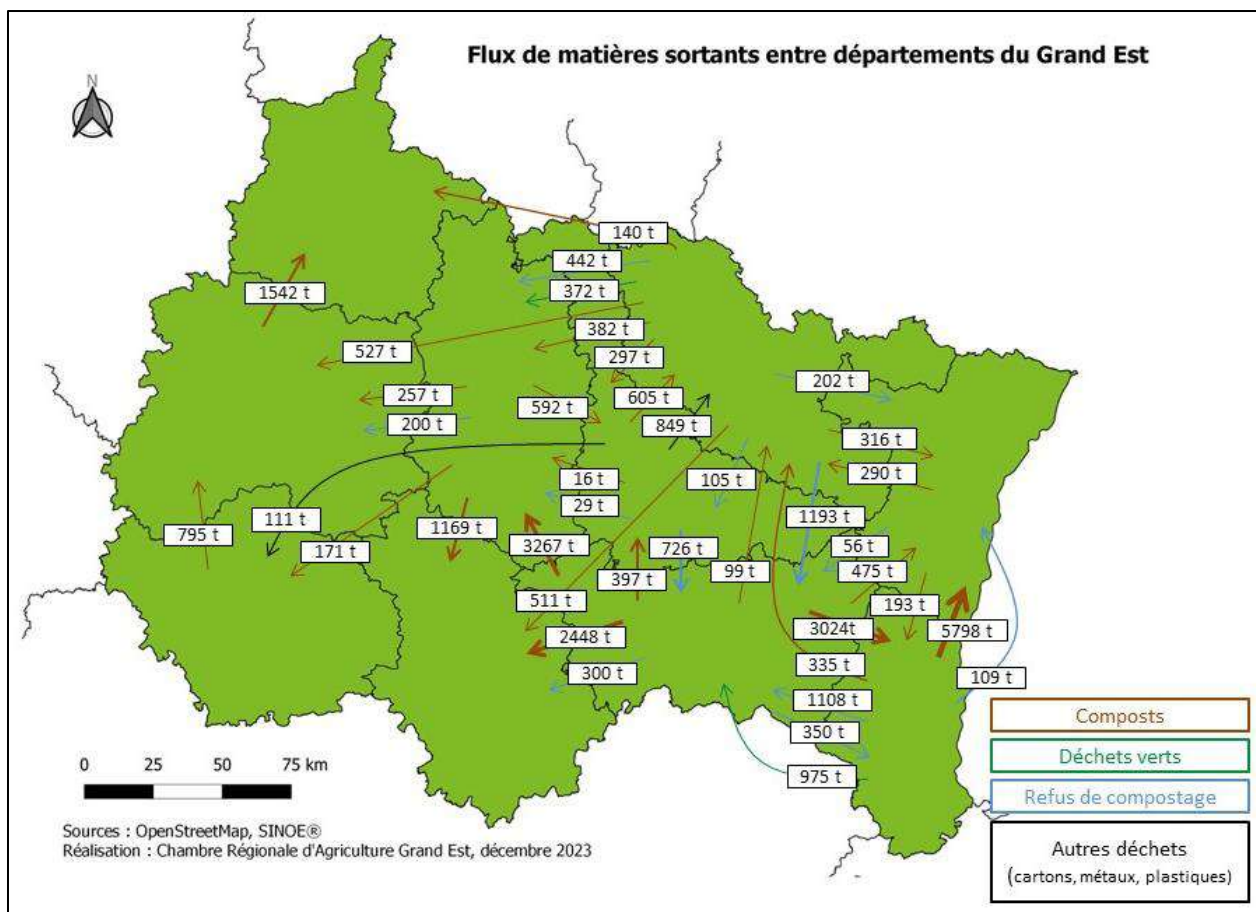 Flux de matières sortants entre départements du Grand Est
N
140 t
442 t
372 t
1542 t
382 t
527 t
297 t
202 t
257 t
605 t
592 t
200 t
849 t
316 t
290 t
16 t
105 t
29 t
1193 t
111 t
1169 t
795 t
171 t
3267 t
726 t
56 t
397 t
99 t
475 t
511 t
193 t
2448 t
3024t
5798 t
300 t
335 t
109 t
1108 t
350 t
975 t
Composts
Déchets verts
Refus de compostage
Autres déchets
(cartons, métaux, plastiques)
0 25 50 75 km
Sources : OpenStreetMap, SINOE®
Réalisation : Chambre Régionale d'Agriculture Grand Est, décembre 2023